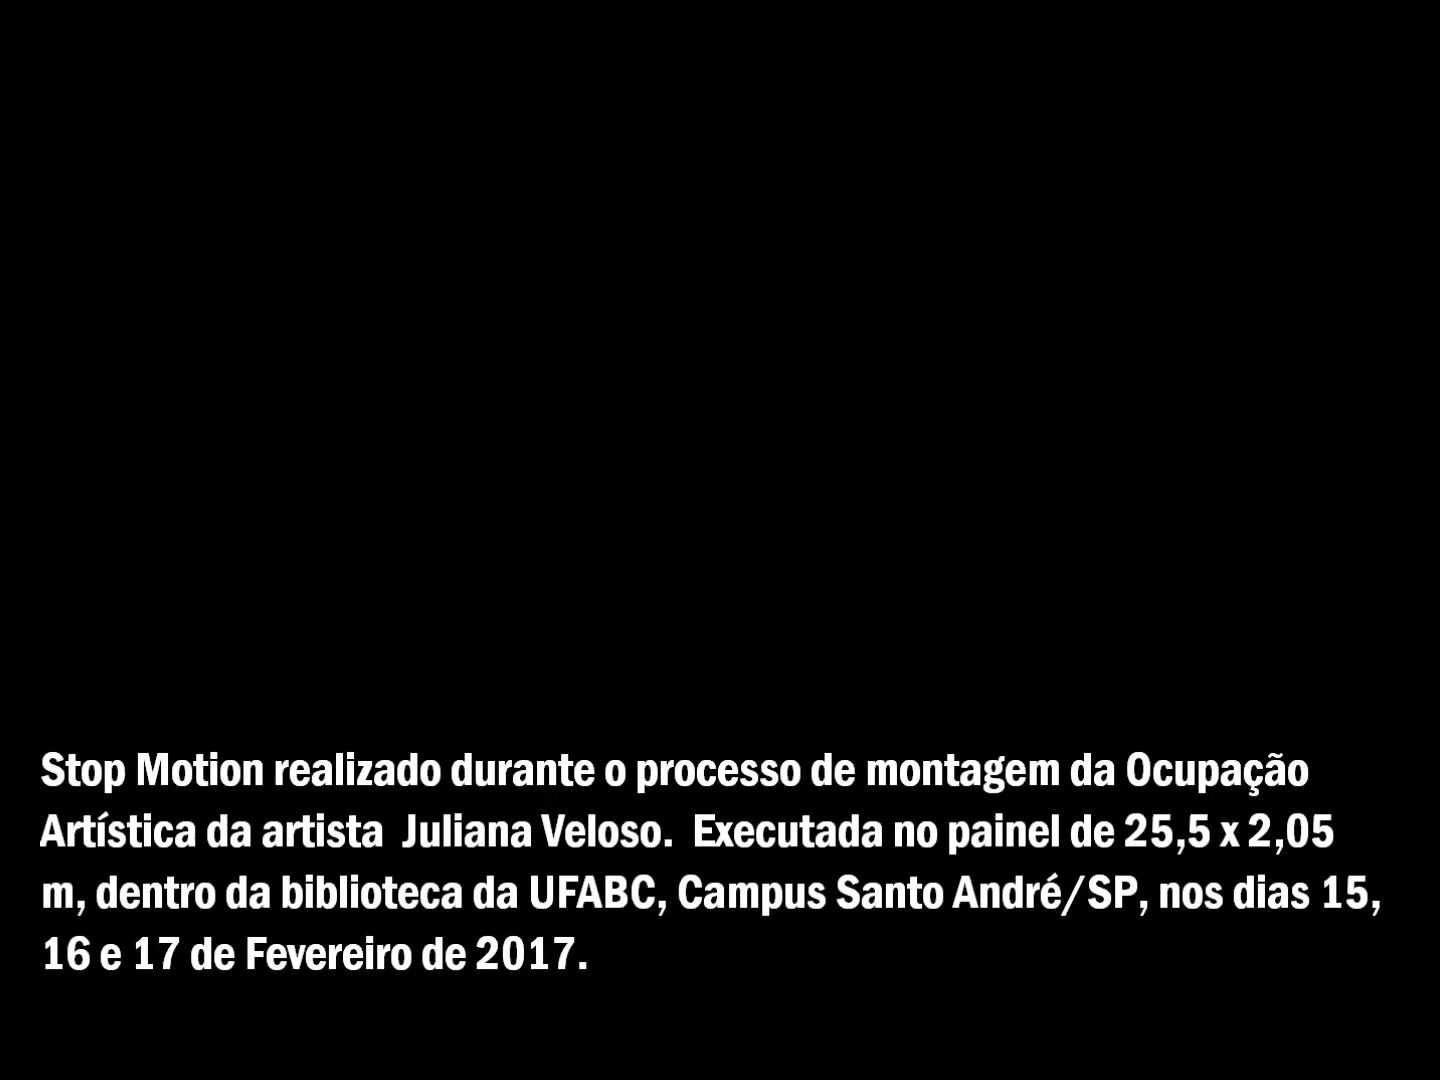 Stop Motion realizado durante o processo de montagem da Ocupação
Artística da artista  Juliana Veloso.  Executada no painel de 25,5 x 2,05
m, dentro da biblioteca da UFABC, Campus Santo André/SP, nos dias 15,
16 e 17 de Fevereiro de 2017.